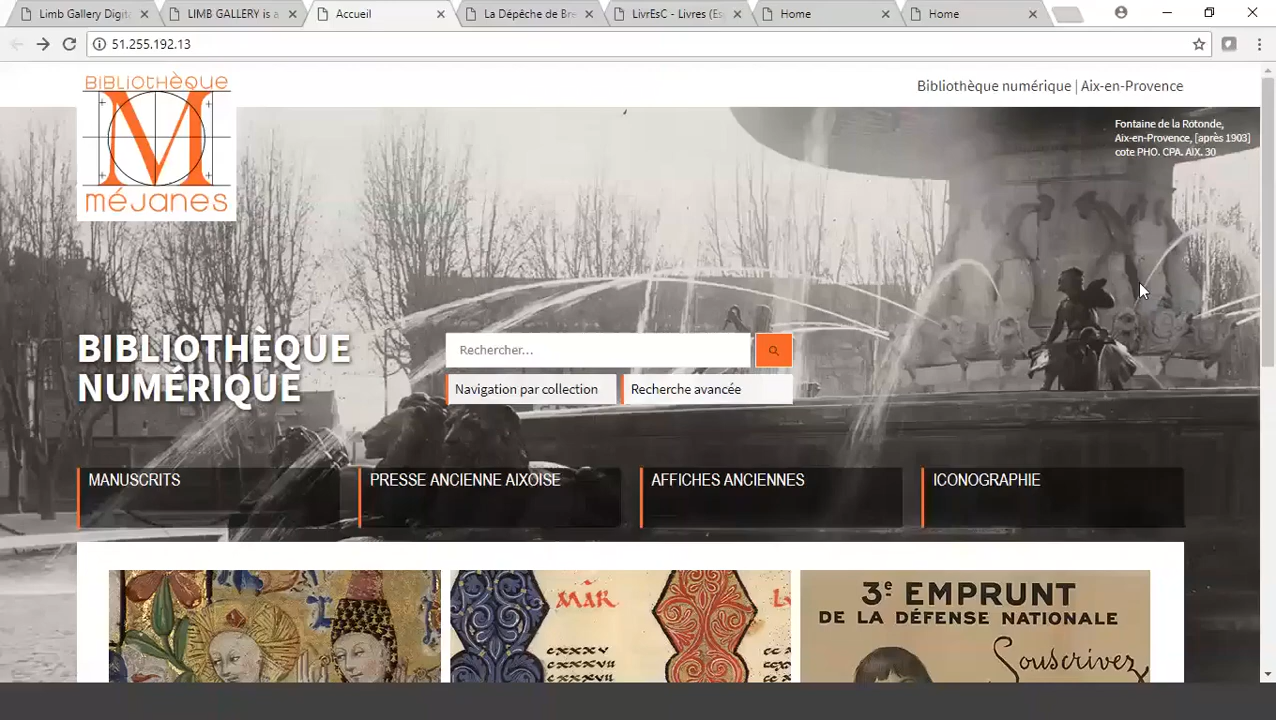 Limb Gallery Digit
LIMB GALLERY is a
Accueil
La Dépêche de Bre
LivrEsC - Livres (Es
Home
Home
51.255.192.13
BIBLIOTHÈQUE
M
méJANES
Bibliothèque numérique | Aix-en-Provence
Fontaine de la Rotonde,
Aix-en-Provence, [après 1903]
cote PHO. CPA. AIX. 30
BIBLIOTHÈQUE
NUMÉRIQUE
Rechercher...
Navigation par collection
Recherche avancée
MANUSCRITS
PRESSE ANCIENNE AIXOISE
AFFICHES ANCIENNES
ICONOGRAPHIE
MAR
cxxxv
cxxxvii
3e EMPRUNT
DE LA DÉFENSE NATIONALE
Souscrivez